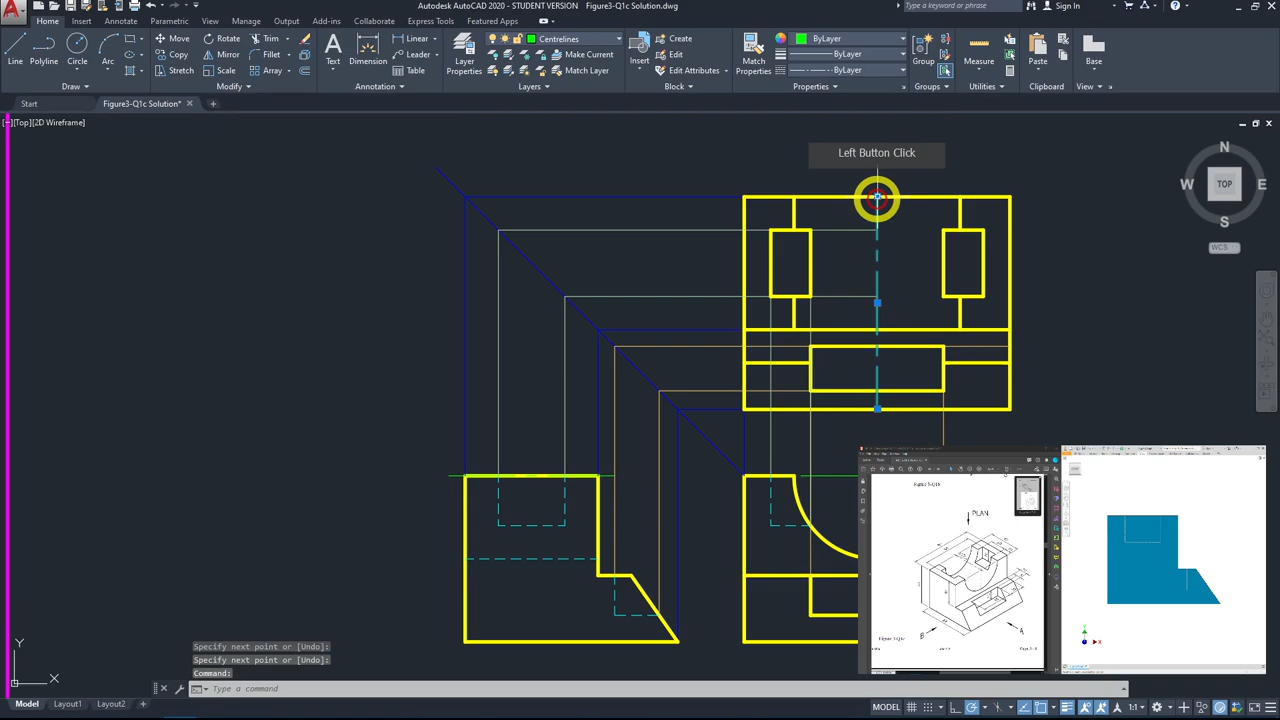 Autodesk AutoCAD 2020 - STUDENT VERSION Figure3-Q1c Solution.dwg
Type a keyword or phrase
Sign In
Home Insert Annotate Parametric View Manage Output Add-ins Collaborate Express Tools Featured Apps
Line Polyline Circle Arc
Move Rotate Trim
Copy Mirror Fillet
Stretch Scale Array
Text Dimension
Linear
Leader
Table
Layer Properties
Centrelines
Make Current
Match Layer
Insert
Create
Edit
Edit Attributes
Match Properties
ByLayer
ByLayer
ByLayer
Group Measure Paste Base
Draw Modify Annotation Layers Block Properties Groups Utilities Clipboard View
Start Figure3-Q1c Solution*
[-][Top][2D Wireframe]
Left Button Click
N
W TOP E
S
WCS
PLAN
B A
Y
X
Specify next point or [Undo]:
Specify next point or [Undo]:
Command:
Type a command
Model Layout1 Layout2
MODEL
1:1